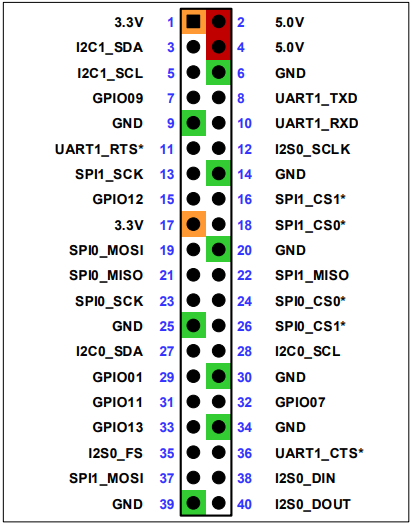 3.3V 1 2 5.0V
I2C1_SDA 3 4 5.0V
I2C1_SCL 5 6 GND
GPIO09 7 8 UART1_TXD
GND 9 10 UART1_RXD
UART1_RTS* 11 12 I2S0_SCLK
SPI1_SCK 13 14 GND
GPIO12 15 16 SPI1_CS1*
3.3V 17 18 SPI1_CS0*
SPI0_MOSI 19 20 GND
SPI0_MISO 21 22 SPI1_MISO
SPI0_SCK 23 24 SPI0_CS0*
GND 25 26 SPI0_CS1*
I2C0_SDA 27 28 I2C0_SCL
GPIO01 29 30 GND
GPIO11 31 32 GPIO07
GPIO13 33 34 GND
I2S0_FS 35 36 UART1_CTS*
SPI1_MOSI 37 38 I2S0_DIN
GND 39 40 I2S0_DOUT